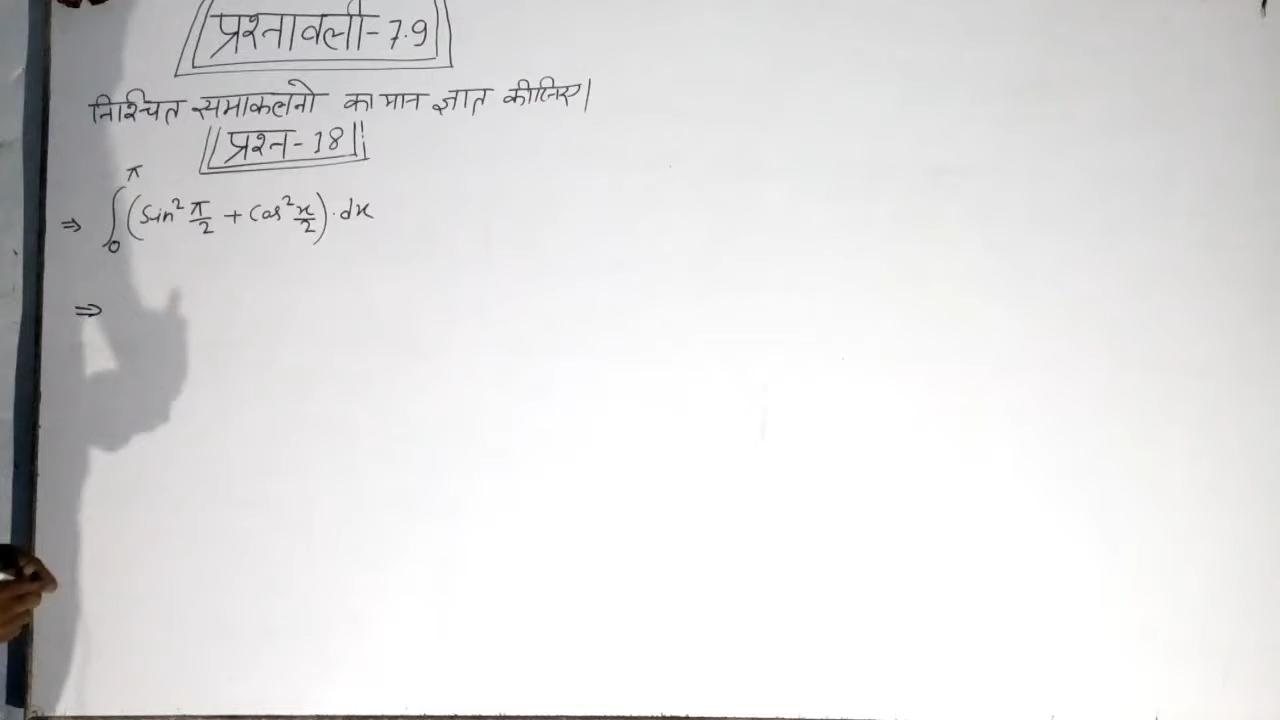 प्रश्नावली-7.9
निश्चित समाकलनो का मान ज्ञात कीजिए।
प्रश्न-18
⇒ ∫₀^π (Sin² π/2 + Cos² x/2)·dx
⇒